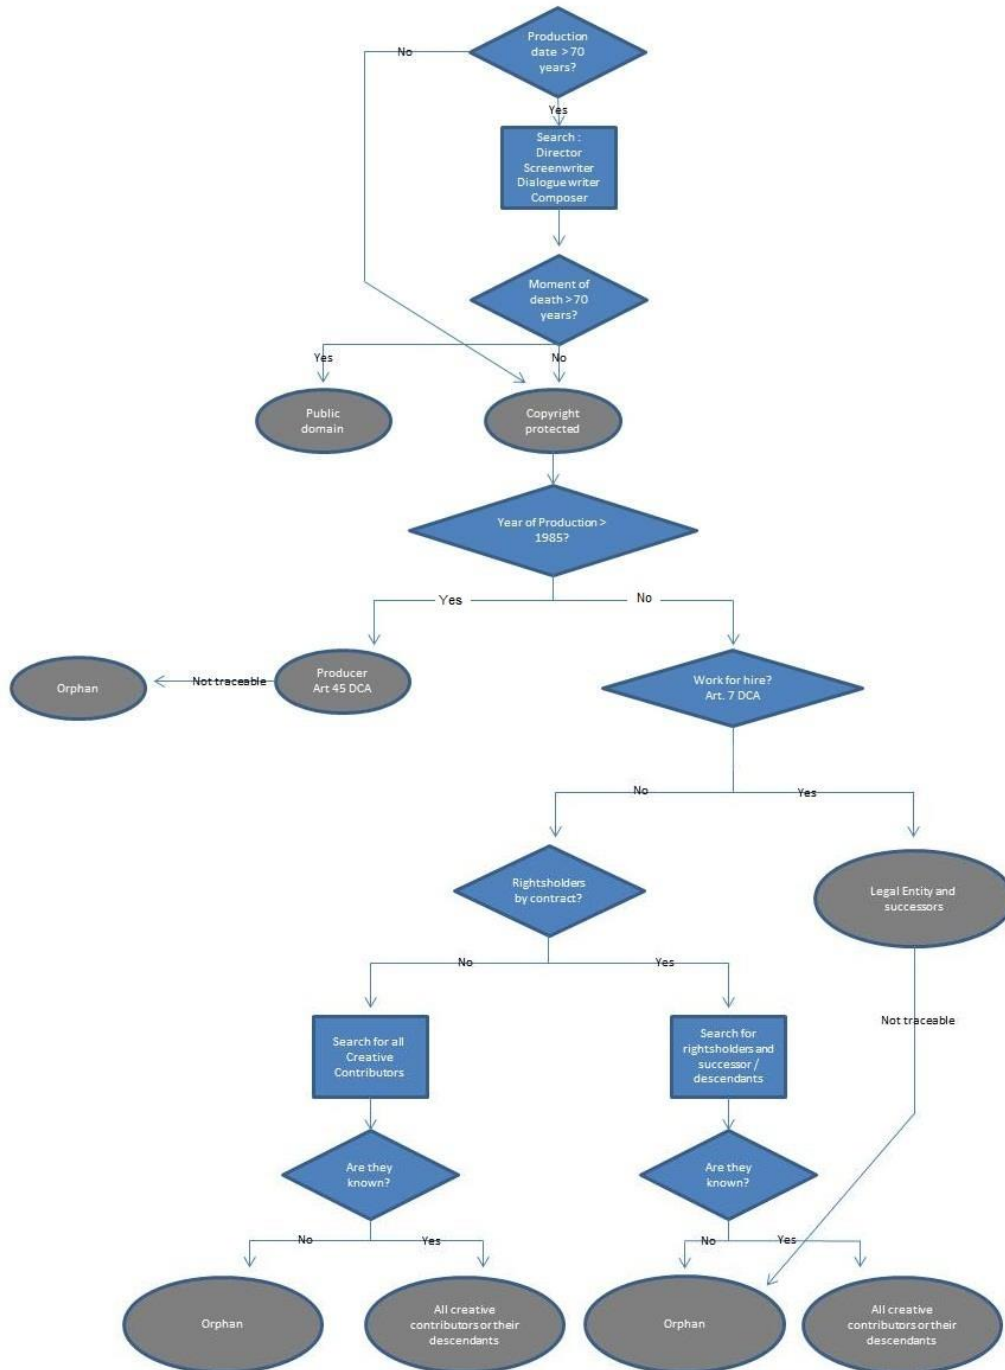 Production
date > 70
years?
No
Yes
Search :
Director
Screenwriter
Dialogue writer
Composer
Moment of
death > 70
years?
Yes
No
Public
domain
Copyright
protected
Year of Production >
1985?
Yes
No
Orphan
Not traceable
Producer
Art 45 DCA
Work for hire?
Art. 7 DCA
No
Yes
Rightsholders
by contract?
Legal Entity and
successors
No
Yes
Not traceable
Search for all
Creative
Contributors
Search for
rightsholders and
successor /
descendants
Are they
known?
Are they
known?
No
Yes
No
Yes
Orphan
All creative
contributors or their
descendants
Orphan
All creative
contributors or their
descendants